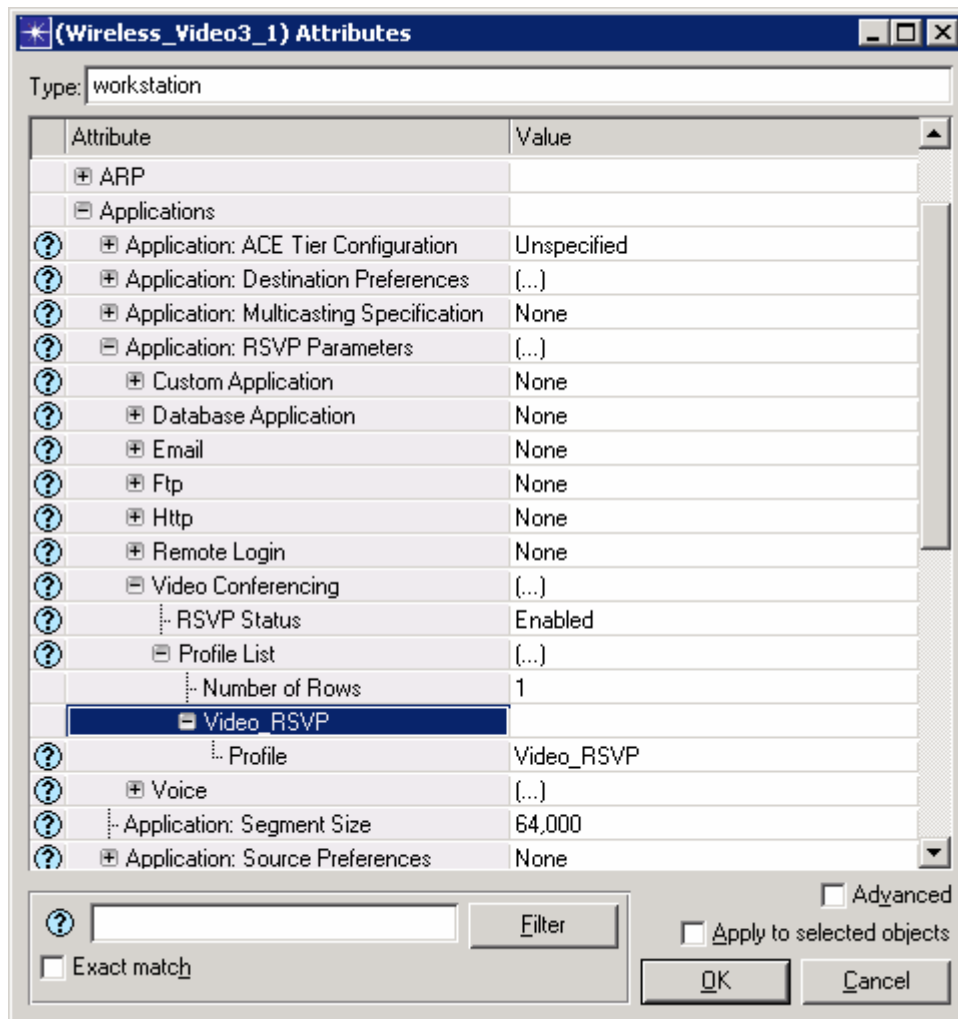 (Wireless_Video3_1) Attributes
Type: workstation
Attribute Value
ARP
Applications
Application: ACE Tier Configuration Unspecified
Application: Destination Preferences (...)
Application: Multicasting Specification None
Application: RSVP Parameters (...)
Custom Application None
Database Application None
Email None
Ftp None
Http None
Remote Login None
Video Conferencing (...)
RSVP Status Enabled
Profile List (...)
Number of Rows 1
Video_RSVP
Profile Video_RSVP
Voice (...)
Application: Segment Size 64,000
Application: Source Preferences None
Advanced
Filter
Apply to selected objects
Exact match
OK Cancel